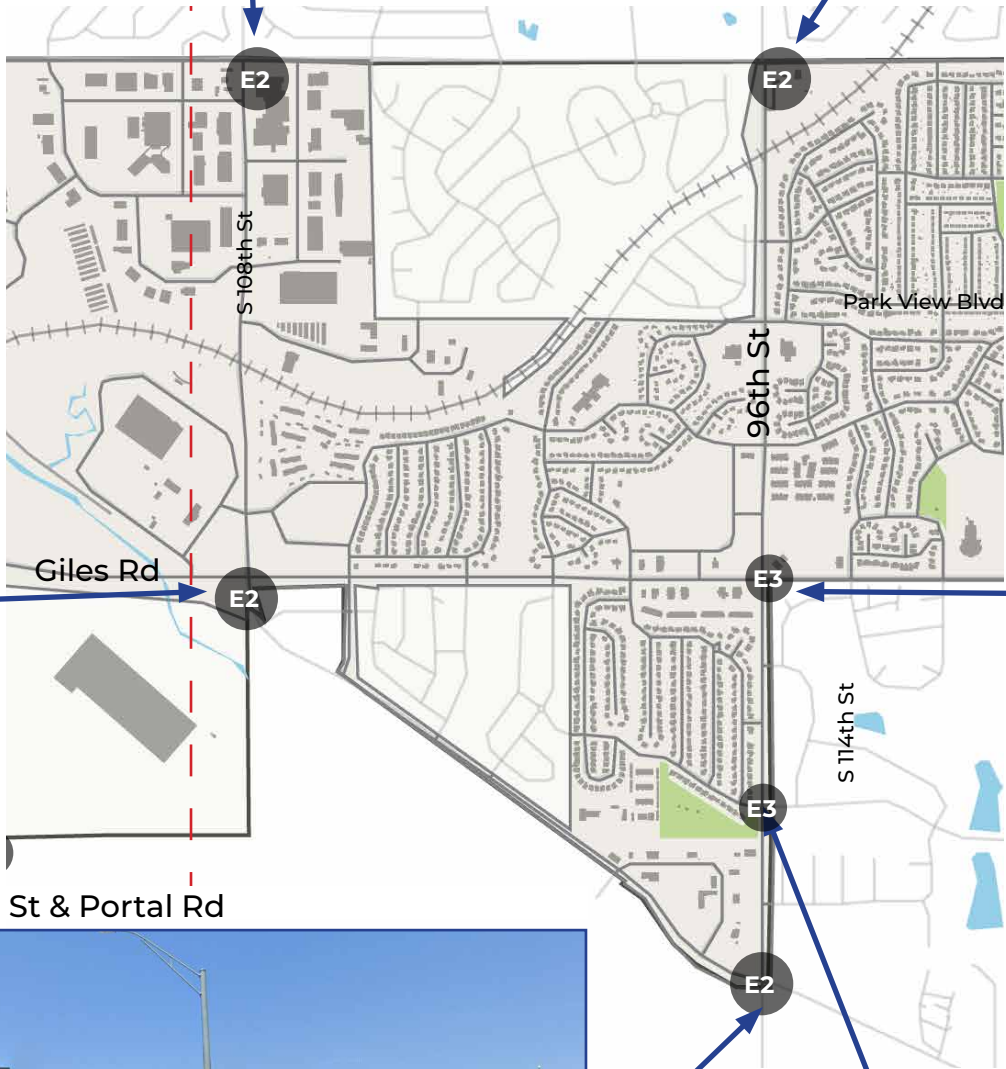 E2
E2
S 108th St
Park View Blvd
96th St
Giles Rd
E2
E3
S 114th St
E3
St & Portal Rd
E2